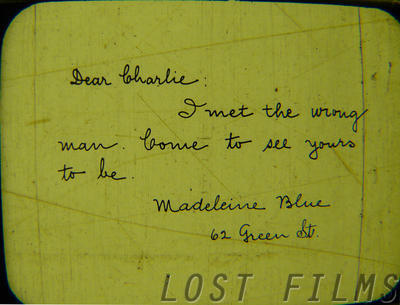 Dear Charlie:
I met the wrong
man. Come to see yours
to be.
Madeleine Blue
62 Green St.
LOST FILMS